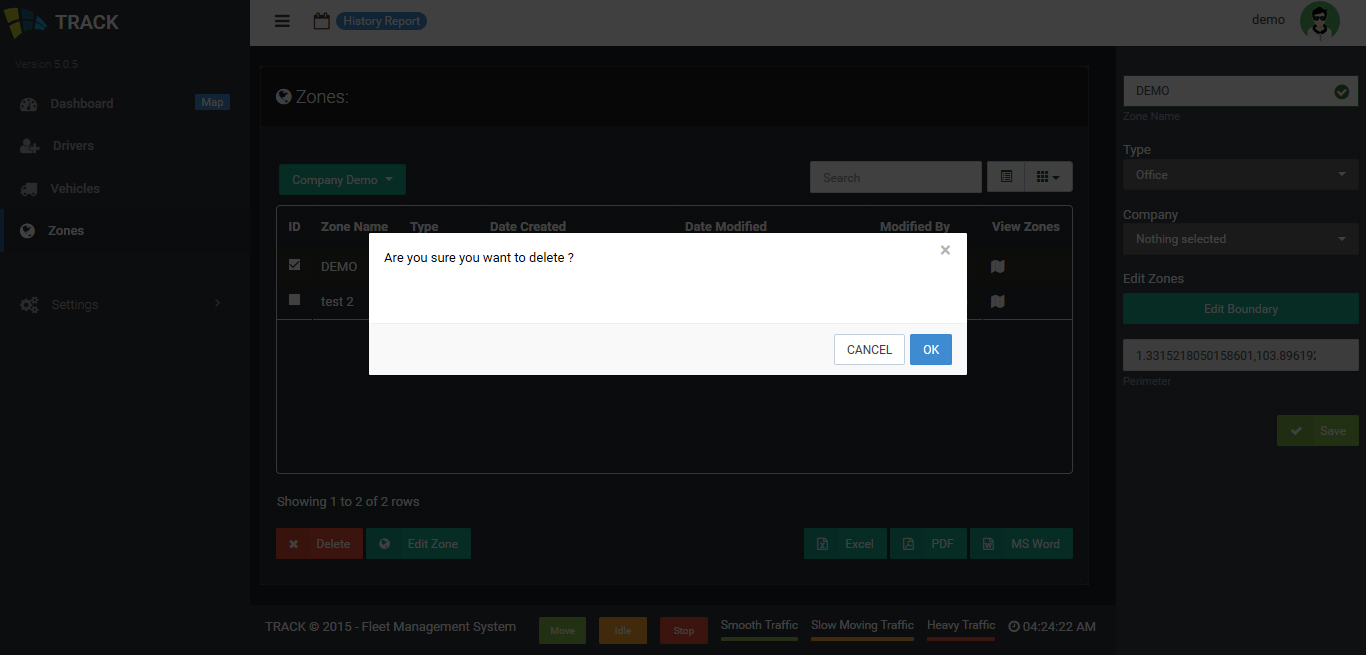 TRACK
History Report
demo
Version 5.0.5
Dashboard
Map
Drivers
Vehicles
Zones
Settings
Zones:
Company Demo
Search
ID Zone Name Type Date Created Date Modified Modified By View Zones
DEMO
test 2
Are you sure you want to delete ?
×
CANCEL OK
Showing 1 to 2 of 2 rows
Delete Edit Zone Excel PDF MS Word
DEMO
Zone Name
Type
Office
Company
Nothing selected
Edit Zones
Edit Boundary
1.3315218050158601,103.896192
Perimeter
Save
TRACK © 2015 - Fleet Management System Move Idle Stop Smooth Traffic Slow Moving Traffic Heavy Traffic 04:24:22 AM